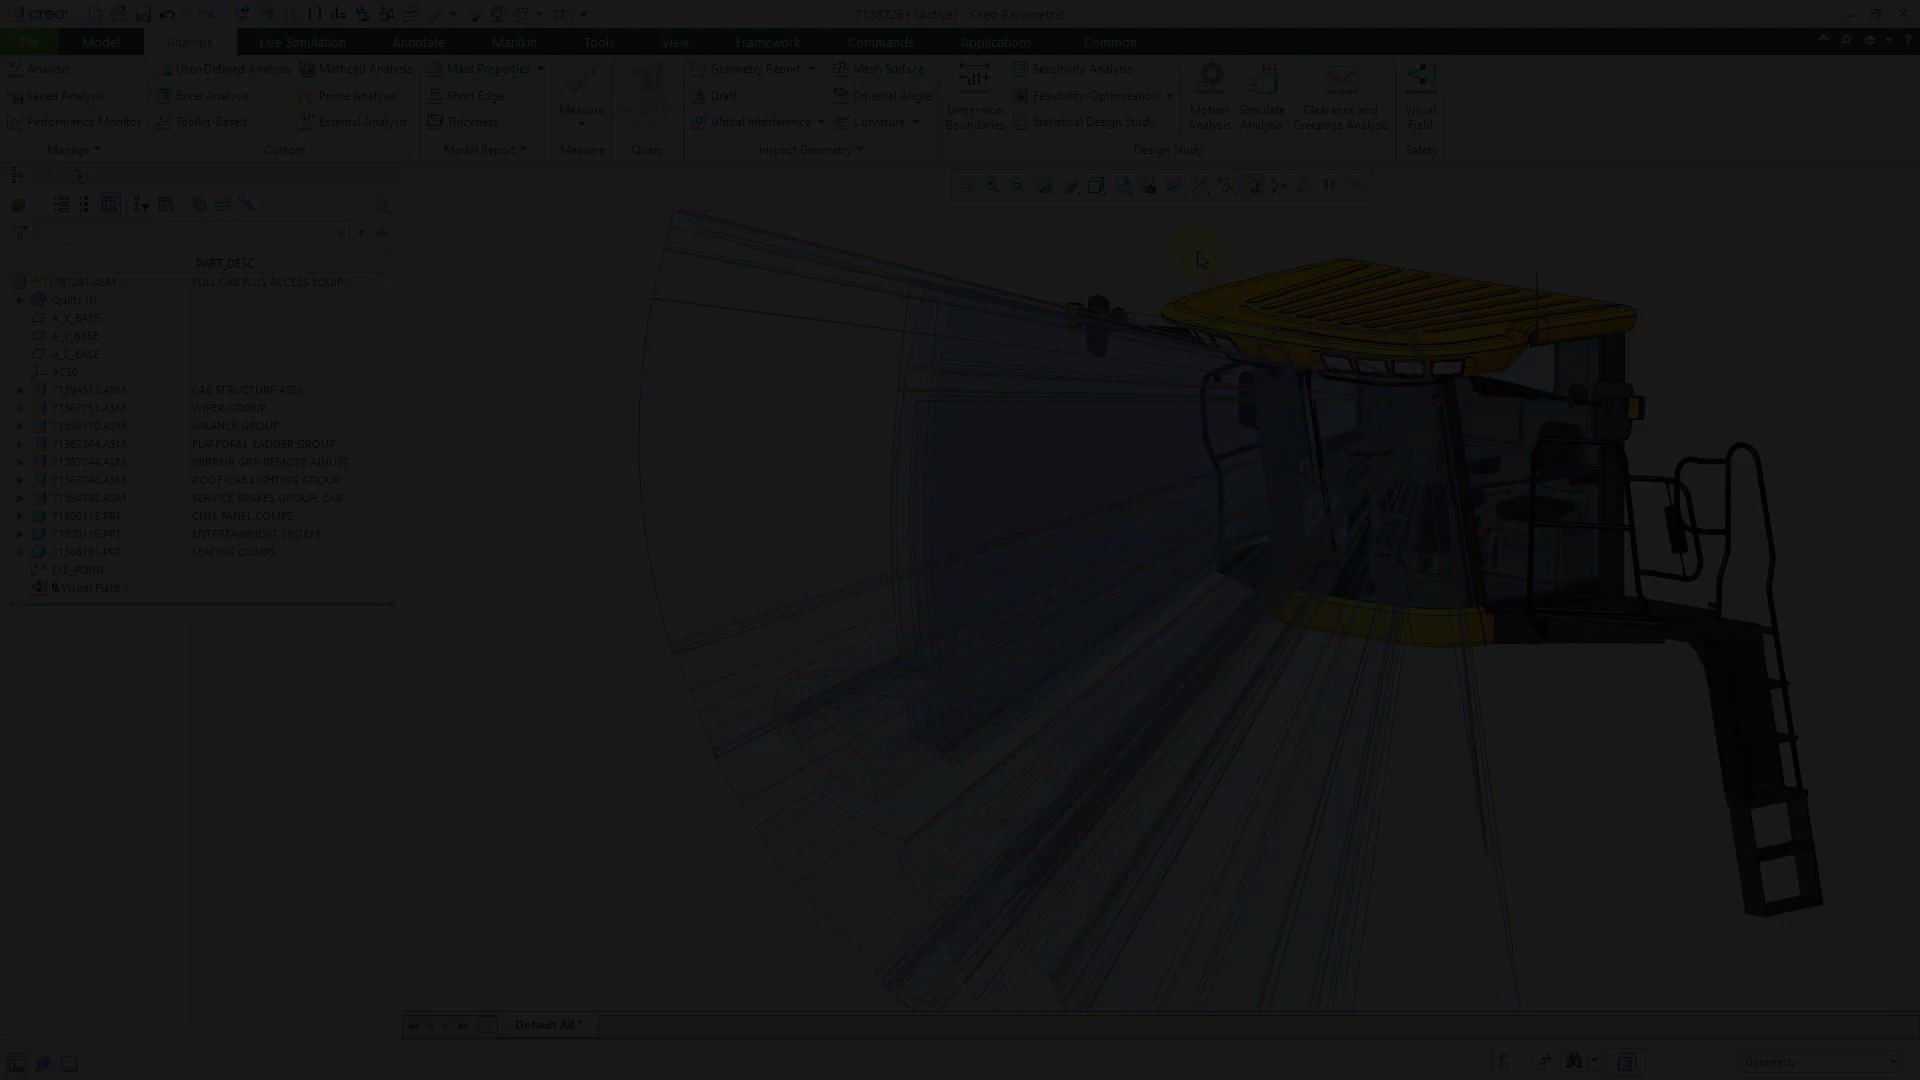 creo
71387261 (Active) - Creo Parametric
File Model Analysis Live Simulation Annotate Manikin Tools View Framework Commands Applications Common
Analysis
Saved Analysis
Performance Monitor
Manage
User-Defined Analysis
Excel Analysis
Toolkit-Based
Mathcad Analysis
Prime Analysis
External Analysis
Custom
Mass Properties
Short Edge
Thickness
Model Report
Measure
Measure
Query
Geometry Report
Draft
Global Interference
Mesh Surface
Dihedral Angle
Curvature
Inspect Geometry
Dimension
Boundaries
Sensitivity Analysis
Feasibility/Optimization
Statistical Design Study
Motion
Analysis
Simulate
Analysis
Clearance and
Creepage Analysis
Design Study
Visual
Field
Safety
PART_DESC
71387261.ASM FULL CAB PLUS ACCESS EQUIP
Quilts (1)
A_X_BASE
A_Y_BASE
A_Z_BASE
ACS0
71394513.ASM CAB STRUCTURE ASSY
71387251.ASM WIPER GROUP
71394516.ASM VALANCE GROUP
71387244.ASM PLATFORM, LADDER GROUP
71387044.ASM MIRROR GRP-REMOTE ADJUST
71387246.ASM ROOF/CAB LIGHTING GROUP
71394787.ASM SERVICE BRAKES GROUP, CAB
71390115.PRT CNTL PANEL COMPS
71390116.PRT ENTERTAINMENT SYSTEM
71388161.PRT SEATING COMPS
EYE_POINT
Visual Field 1
Default All *
Geometry